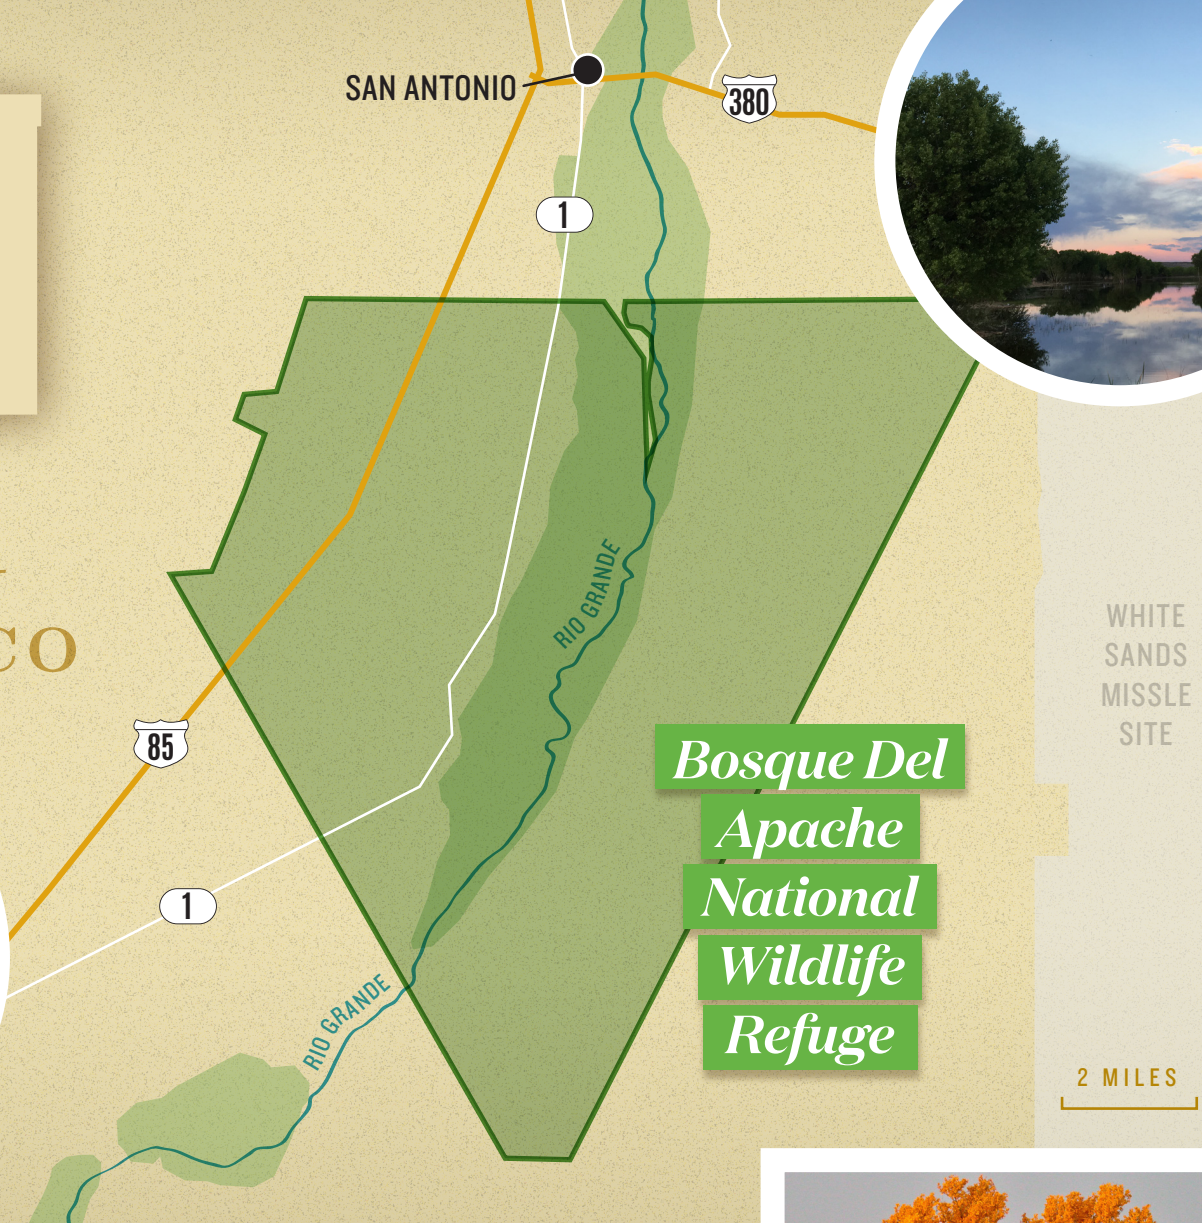 SAN ANTONIO
380
1
RIO GRANDE
CO
WHITE
SANDS
MISSLE
SITE
85
Bosque Del
Apache
National
Wildlife
Refuge
1
RIO GRANDE
2 MILES